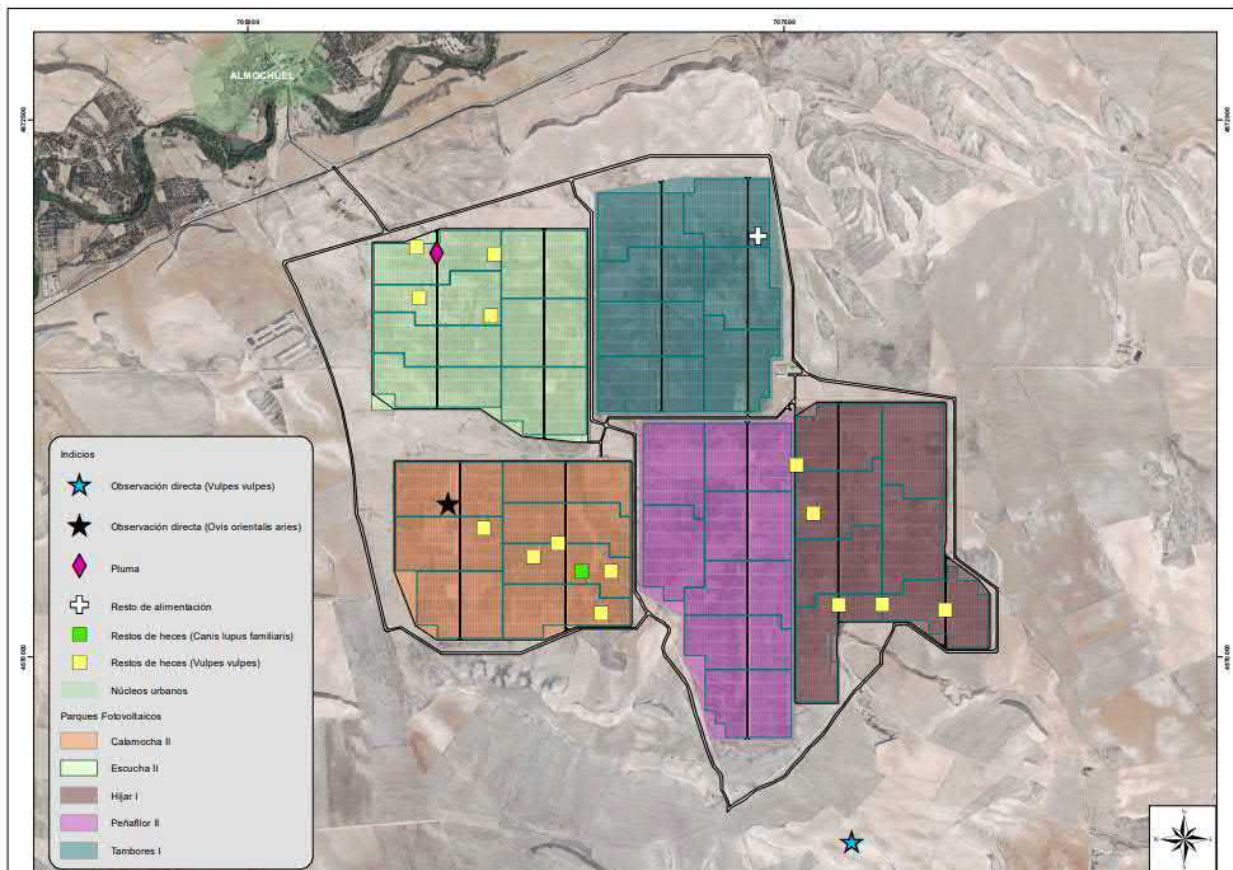 ALMOCHUEL
Indicios
Observación directa (Vulpes vulpes)
Observación directa (Ovis orientalis aries)
Pluma
Resto de alimentación
Restos de heces (Canis lupus familiaris)
Restos de heces (Vulpes vulpes)
Núcleos urbanos
Parques Fotovoltaicos
Calamocha II
Escucha II
Híjar I
Peñaflor II
Tambores I